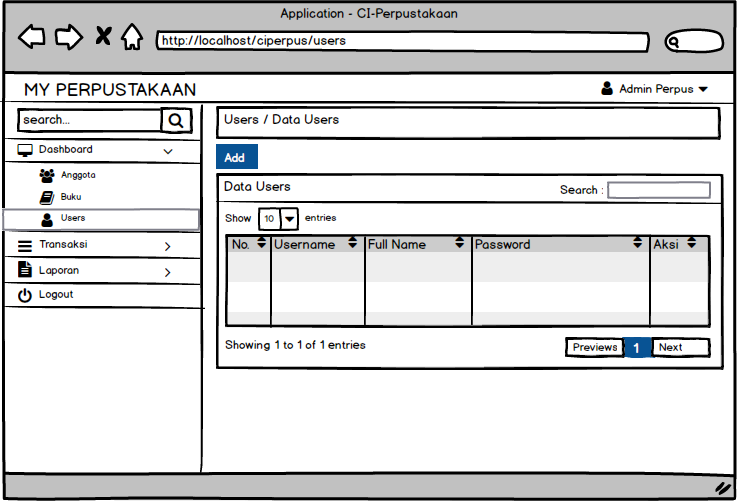 Application - CI-Perpustakaan
http://localhost/ciperpus/users
MY PERPUSTAKAAN
Admin Perpus
search...
Dashboard
Anggota
Buku
Users
Transaksi
Laporan
Logout
Users / Data Users
Add
Data Users
Search :
Show 10 entries
No. Username Full Name Password Aksi
Showing 1 to 1 of 1 entries
Previews 1 Next